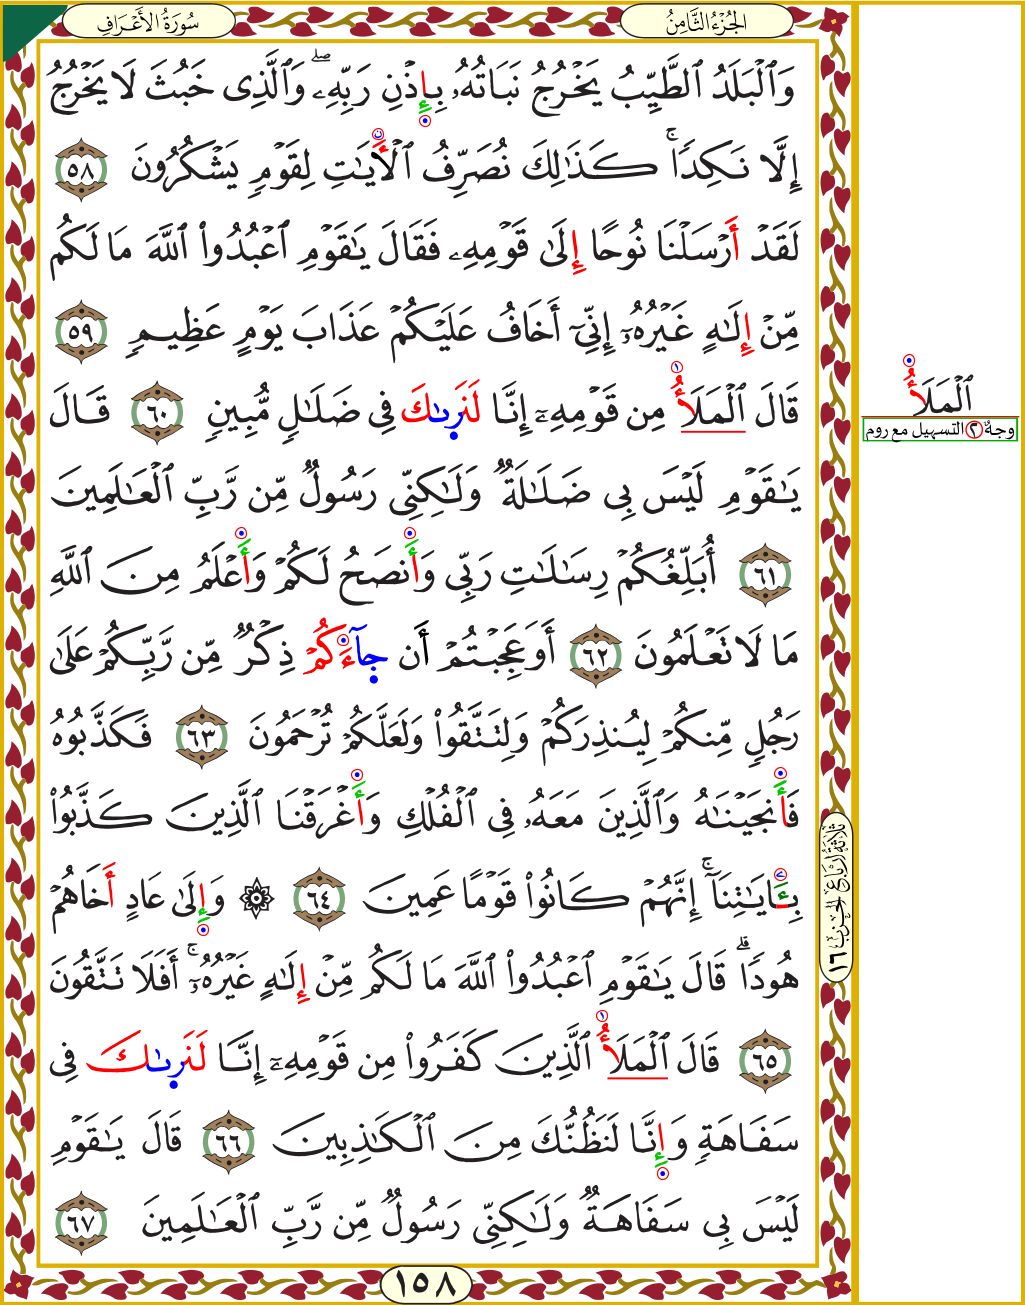 الجُزْءُ الثَّامِنُ
سُورَةُ الأَعْرَافِ
وَٱلْبَلَدُ ٱلطَّيِّبُ يَخْرُجُ نَبَاتُهُۥ بِإِذْنِ رَبِّهِۦۖ وَٱلَّذِى خَبُثَ لَا يَخْرُجُ
إِلَّا نَكِدًاۚ كَذَٰلِكَ نُصَرِّفُ ٱلْأَيَٰتِ لِقَوْمٍ يَشْكُرُونَ ٥٨
لَقَدْ أَرْسَلْنَا نُوحًا إِلَىٰ قَوْمِهِۦ فَقَالَ يَٰقَوْمِ ٱعْبُدُوا۟ ٱللَّهَ مَا لَكُم
مِّنْ إِلَٰهٍ غَيْرُهُۥٓ إِنِّىٓ أَخَافُ عَلَيْكُمْ عَذَابَ يَوْمٍ عَظِيمٍ ٥٩
قَالَ ٱلْمَلَأُ مِن قَوْمِهِۦٓ إِنَّا لَنَرىٰكَ فِى ضَلَٰلٍ مُّبِينٍ ٦٠ قَالَ
يَٰقَوْمِ لَيْسَ بِى ضَلَٰلَةٌ وَلَٰكِنِّى رَسُولٌ مِّن رَّبِّ ٱلْعَٰلَمِينَ
٦١ أُبَلِّغُكُمْ رِسَٰلَٰتِ رَبِّى وَأَنصَحُ لَكُمْ وَأَعْلَمُ مِنَ ٱللَّهِ
مَا لَا تَعْلَمُونَ ٦٢ أَوَعَجِبْتُمْ أَن جَآءَكُمْ ذِكْرٌ مِّن رَّبِّكُمْ عَلَىٰ
رَجُلٍ مِّنكُمْ لِيُنذِرَكُمْ وَلِتَتَّقُوا۟ وَلَعَلَّكُمْ تُرْحَمُونَ ٦٣ فَكَذَّبُوهُ
فَأَنجَيْنَٰهُ وَٱلَّذِينَ مَعَهُۥ فِى ٱلْفُلْكِ وَأَغْرَقْنَا ٱلَّذِينَ كَذَّبُوا۟
بِـَٔايَٰتِنَآۚ إِنَّهُمْ كَانُوا۟ قَوْمًا عَمِينَ ٦٤ ۞ وَإِلَىٰ عَادٍ أَخَاهُمْ
هُودًاۗ قَالَ يَٰقَوْمِ ٱعْبُدُوا۟ ٱللَّهَ مَا لَكُم مِّنْ إِلَٰهٍ غَيْرُهُۥٓۚ أَفَلَا تَتَّقُونَ
٦٥ قَالَ ٱلْمَلَأُ ٱلَّذِينَ كَفَرُوا۟ مِن قَوْمِهِۦٓ إِنَّا لَنَرىٰكَ فِى
سَفَاهَةٍ وَإِنَّا لَنَظُنُّكَ مِنَ ٱلْكَٰذِبِينَ ٦٦ قَالَ يَٰقَوْمِ
لَيْسَ بِى سَفَاهَةٌ وَلَٰكِنِّى رَسُولٌ مِّن رَّبِّ ٱلْعَٰلَمِينَ ٦٧
١٥٨
ٱلْمَلَأُ
وجهٌ ٢ التسهيل مع روم
ثلاثة أرباع الحزب ١٦